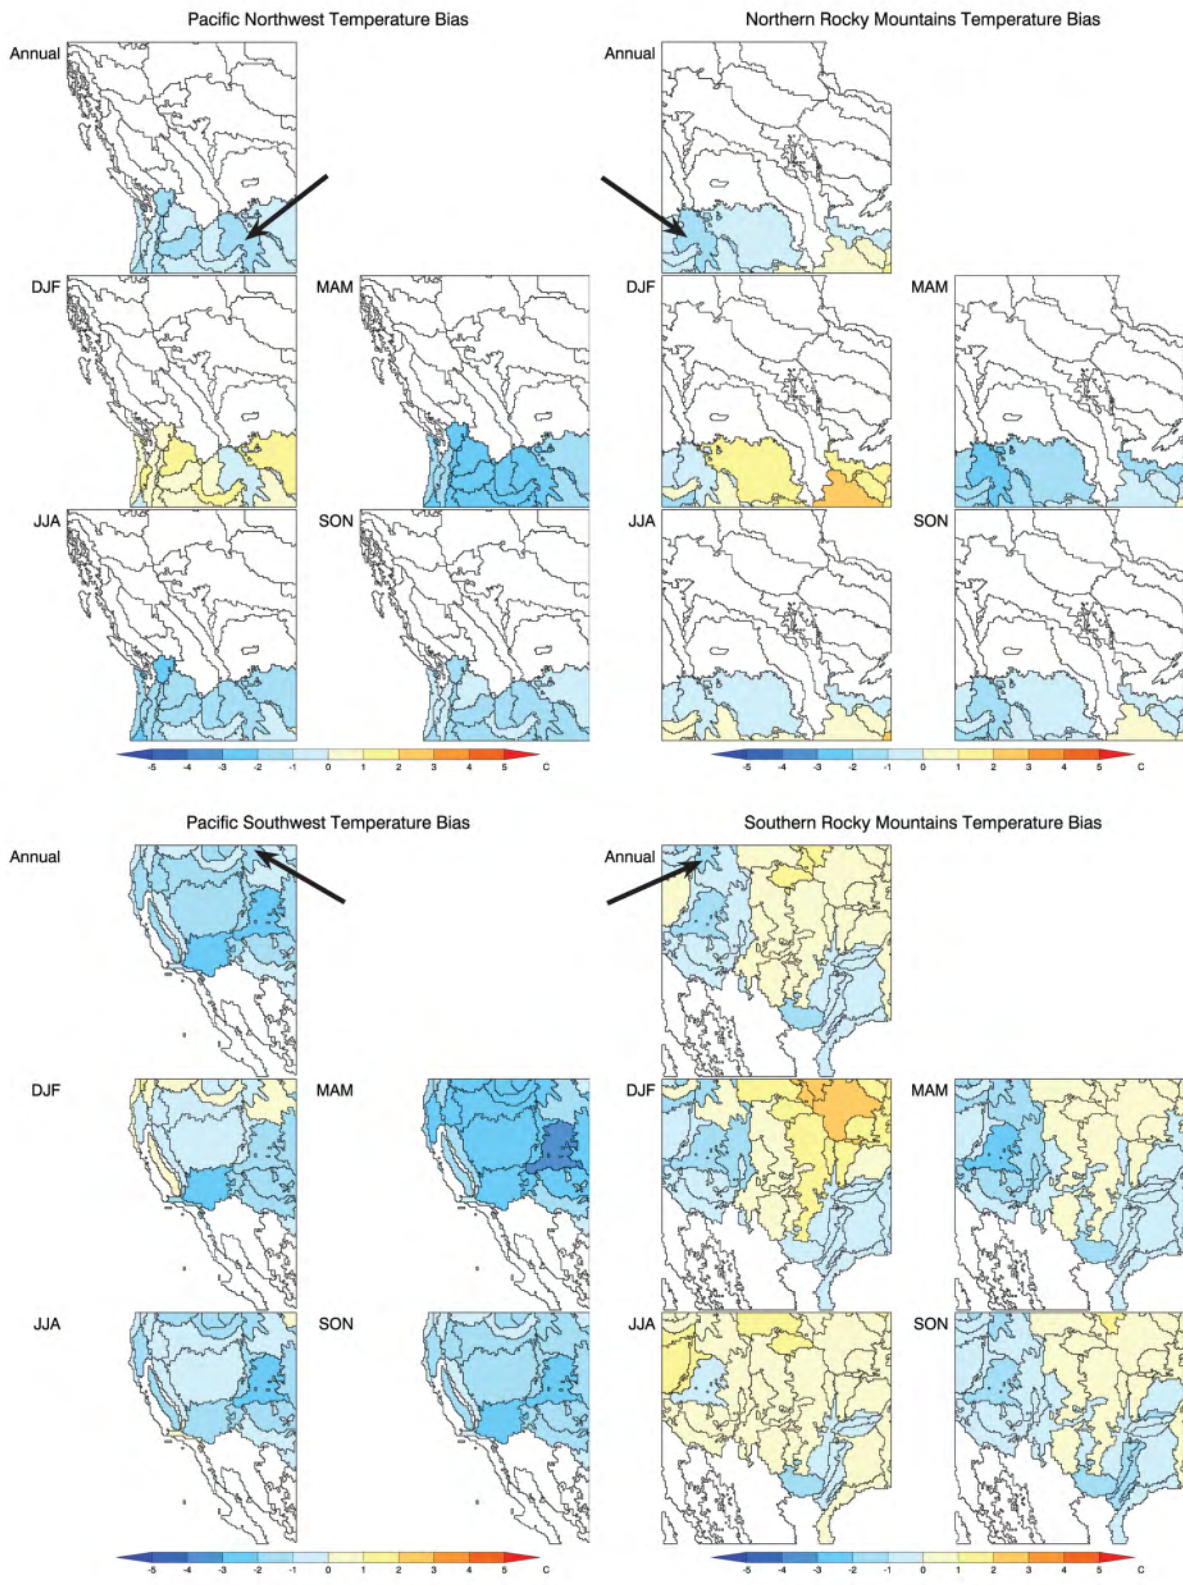 Pacific Northwest Temperature Bias
Northern Rocky Mountains Temperature Bias
Annual
Annual
DJF
MAM
DJF
MAM
JJA
SON
JJA
SON
-5 -4 -3 -2 -1 0 1 2 3 4 5 C
-5 -4 -3 -2 -1 0 1 2 3 4 5 C
Pacific Southwest Temperature Bias
Southern Rocky Mountains Temperature Bias
Annual
Annual
DJF
MAM
DJF
MAM
JJA
SON
JJA
SON
-5 -4 -3 -2 -1 0 1 2 3 4 5 C
-5 -4 -3 -2 -1 0 1 2 3 4 5 C